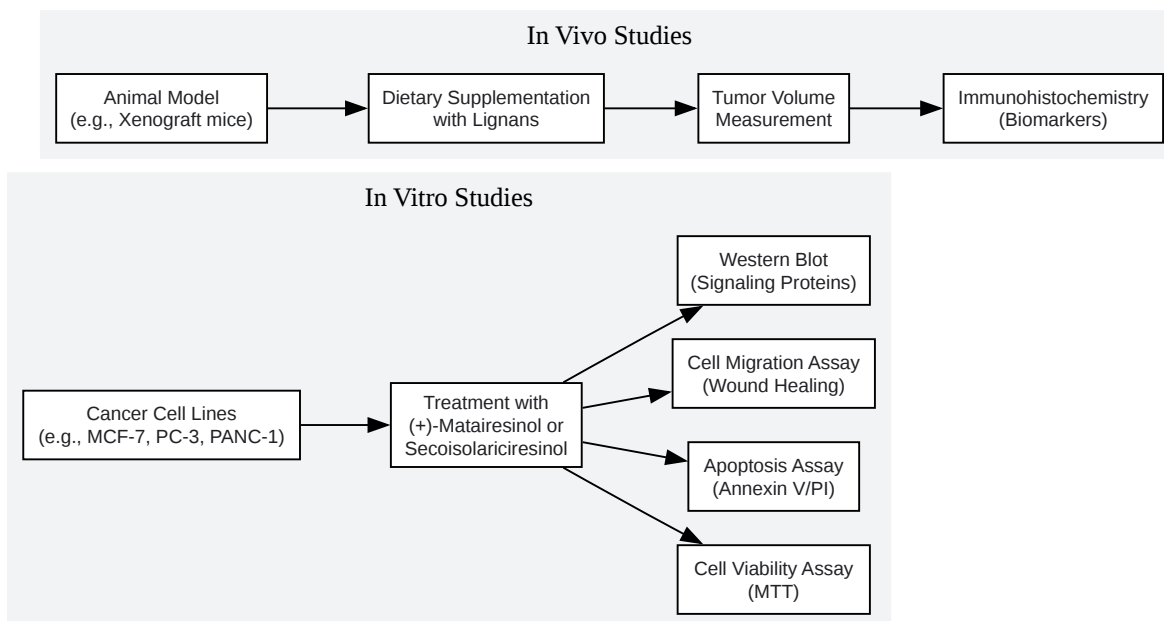 In Vivo Studies
Animal Model
(e.g., Xenograft mice)
Dietary Supplementation
with Lignans
Tumor Volume
Measurement
Immunohistochemistry
(Biomarkers)
In Vitro Studies
Cancer Cell Lines
(e.g., MCF-7, PC-3, PANC-1)
Treatment with
(+)-Matairesinol or
Secoisolariciresinol
Western Blot
(Signaling Proteins)
Cell Migration Assay
(Wound Healing)
Apoptosis Assay
(Annexin V/PI)
Cell Viability Assay
(MTT)